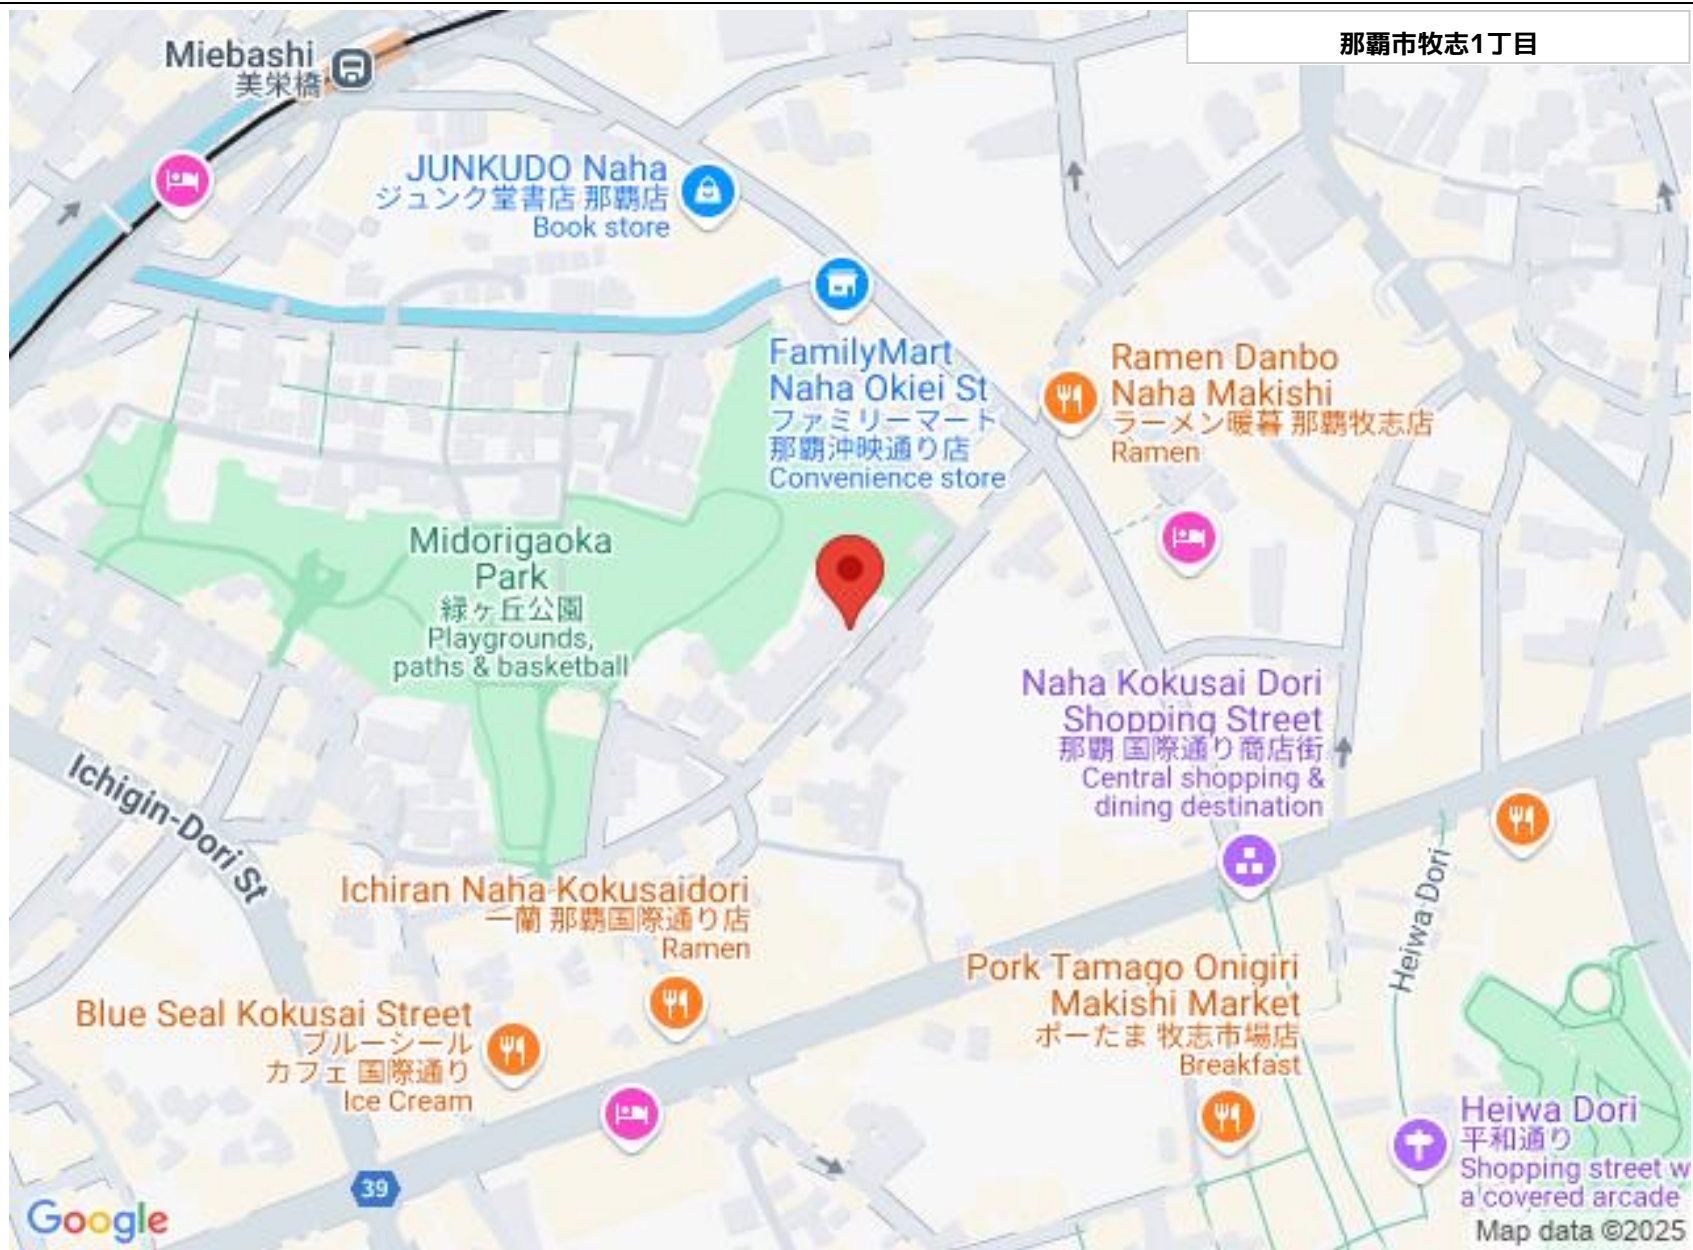 那覇市牧志1丁目
Miebashi
美栄橋
JUNKUDO Naha
ジュンク堂書店 那覇店
Book store
FamilyMart
Naha Okiei St
ファミリーマート
那覇沖映通り店
Convenience store
Ramen Danbo
Naha Makishi
ラーメン暖暮 那覇牧志店
Ramen
Midorigaoka
Park
緑ヶ丘公園
Playgrounds,
paths & basketball
Naha Kokusai Dori
Shopping Street
那覇 国際通り商店街
Central shopping &
dining destination
Ichigin-Dori St
Ichiran Naha Kokusaidori
一蘭 那覇国際通り店
Ramen
Heiwa Dori
Pork Tamago Onigiri
Makishi Market
ポーたま 牧志市場店
Breakfast
Blue Seal Kokusai Street
ブルーシール
カフェ 国際通り
Ice Cream
Heiwa Dori
平和通り
Shopping street w
a covered arcade
39
Google
Map data ©2025